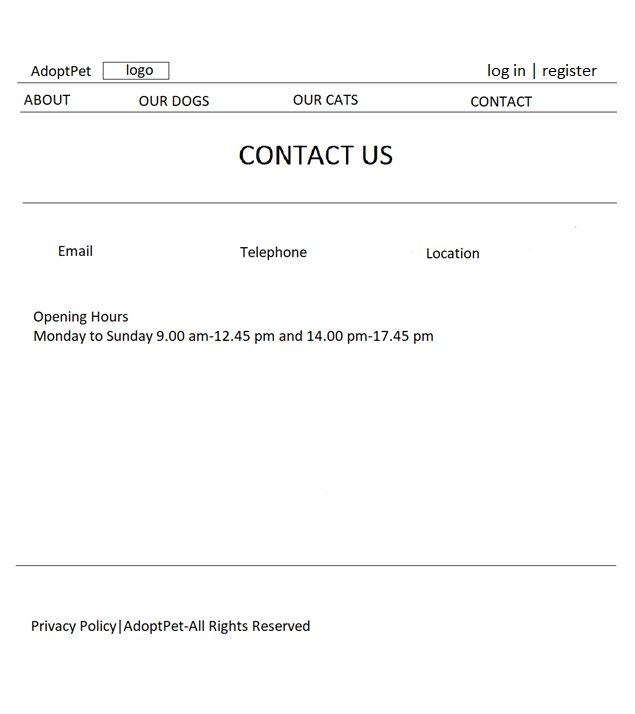 AdoptPet logo log in | register
ABOUT OUR DOGS OUR CATS CONTACT
CONTACT US
Email Telephone Location
Opening Hours
Monday to Sunday 9.00 am-12.45 pm and 14.00 pm-17.45 pm
Privacy Policy|AdoptPet-All Rights Reserved